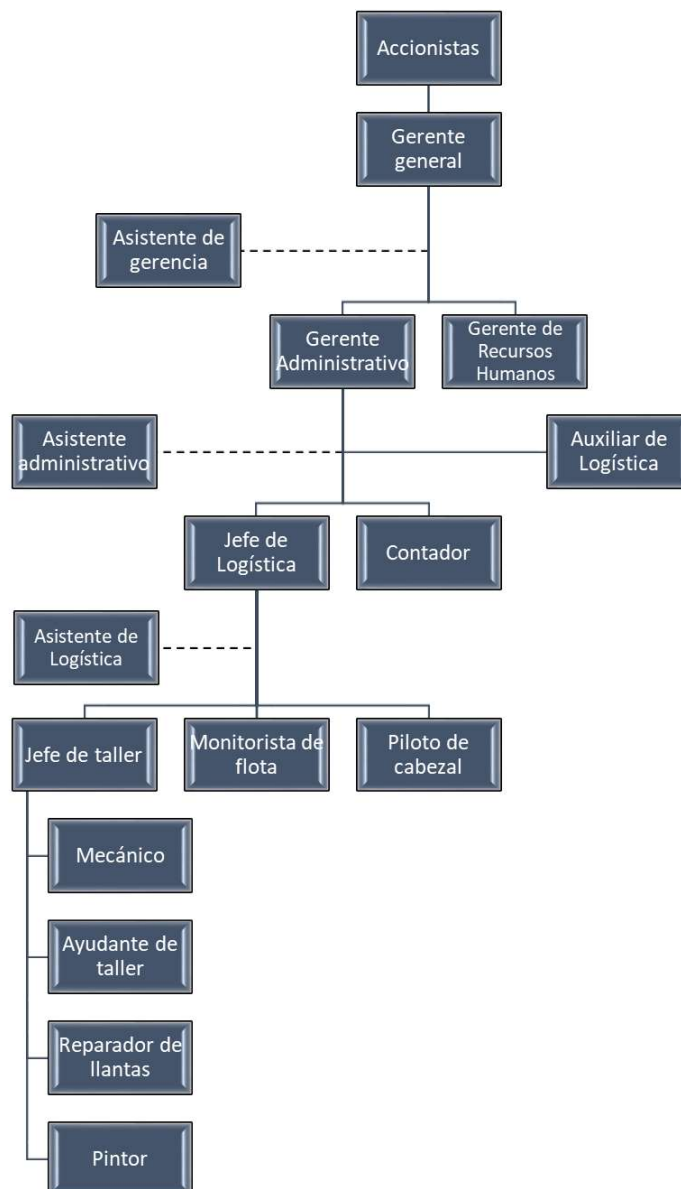 Accionistas
Gerente
general
Asistente de
gerencia
Gerente
Administrativo
Gerente de
Recursos
Humanos
Asistente
administrativo
Auxiliar de
Logística
Jefe de
Logística
Contador
Asistente de
Logística
Jefe de taller
Monitorista de
flota
Piloto de
cabezal
Mecánico
Ayudante de
taller
Reparador de
llantas
Pintor